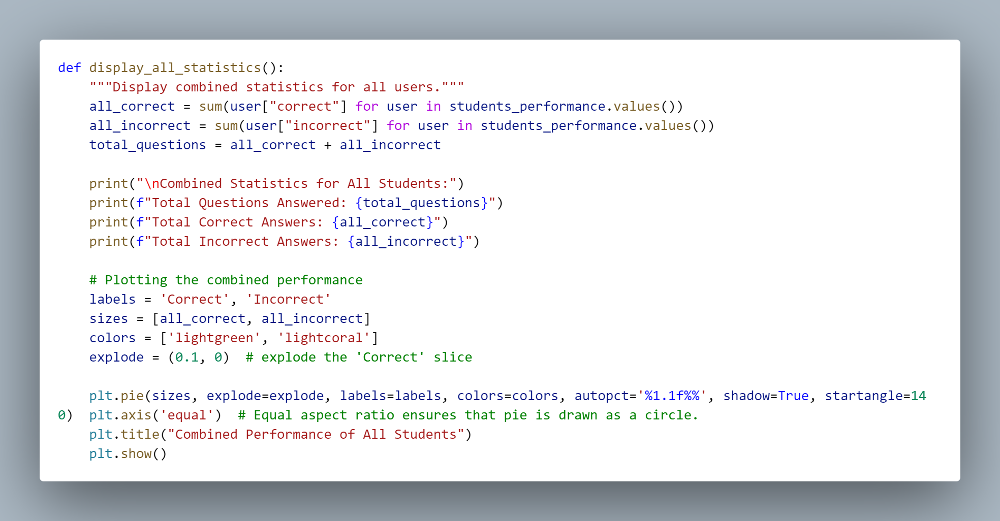 def display_all_statistics():
    """Display combined statistics for all users."""
    all_correct = sum(user["correct"] for user in students_performance.values())
    all_incorrect = sum(user["incorrect"] for user in students_performance.values())
    total_questions = all_correct + all_incorrect

    print("\nCombined Statistics for All Students:")
    print(f"Total Questions Answered: {total_questions}")
    print(f"Total Correct Answers: {all_correct}")
    print(f"Total Incorrect Answers: {all_incorrect}")

    # Plotting the combined performance
    labels = 'Correct', 'Incorrect'
    sizes = [all_correct, all_incorrect]
    colors = ['lightgreen', 'lightcoral']
    explode = (0.1, 0)  # explode the 'Correct' slice

    plt.pie(sizes, explode=explode, labels=labels, colors=colors, autopct='%1.1f%%', shadow=True, startangle=14
0)  plt.axis('equal')  # Equal aspect ratio ensures that pie is drawn as a circle.
    plt.title("Combined Performance of All Students")
    plt.show()